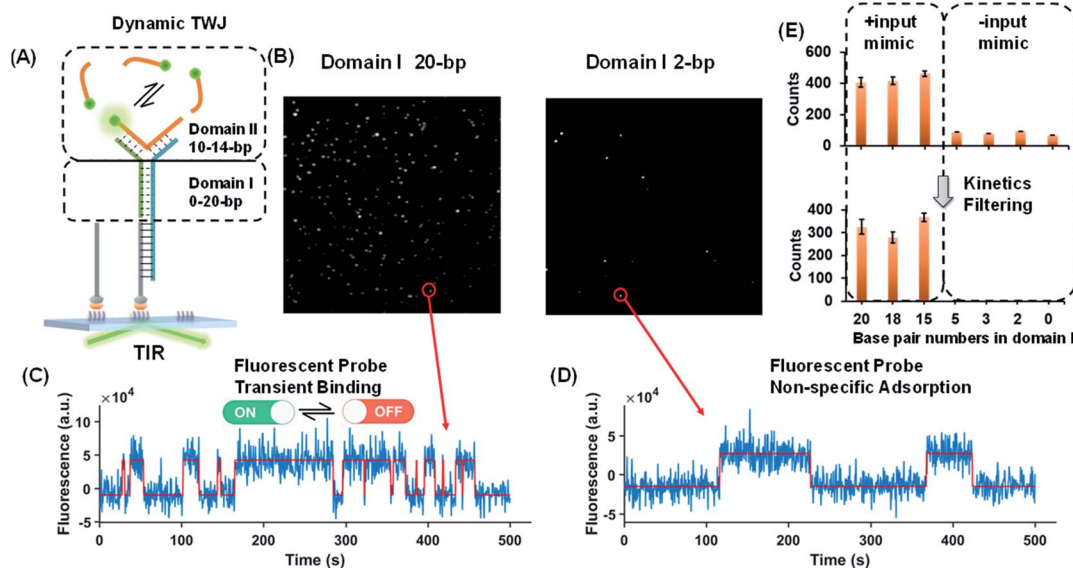 Dynamic TWJ
(A)
Domain II
10-14-bp
Domain I
0-20-bp
TIR
(B)
Domain I 20-bp
Domain I 2-bp
(E)
+input
mimic
-input
mimic
Counts
600
400
200
0
Kinetics
Filtering
Counts
400
300
200
100
0
20 18 15 5 3 2 0
Base pair numbers in domain I
(C)
Fluorescent Probe
Transient Binding
ON
OFF
×10⁴
Fluorescence (a.u.)
10
5
0
-5
0 100 200 300 400 500
Time (s)
(D)
Fluorescent Probe
Non-specific Adsorption
×10⁴
Fluorescence (a.u.)
10
5
0
-5
0 100 200 300 400 500
Time (s)